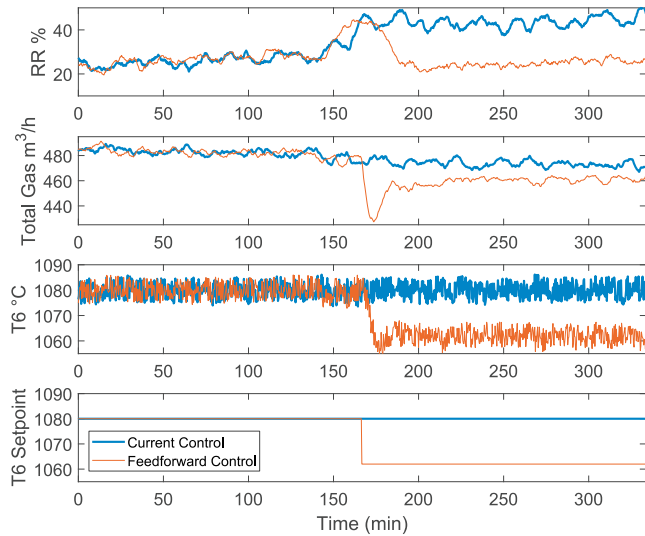 RR %
40
20
0 50 100 150 200 250 300
Total Gas m³/h
480
460
440
0 50 100 150 200 250 300
T6 °C
1090
1080
1070
1060
0 50 100 150 200 250 300
T6 Setpoint
1090
1080
1070
1060
Current Control
Feedforward Control
0 50 100 150 200 250 300
Time (min)